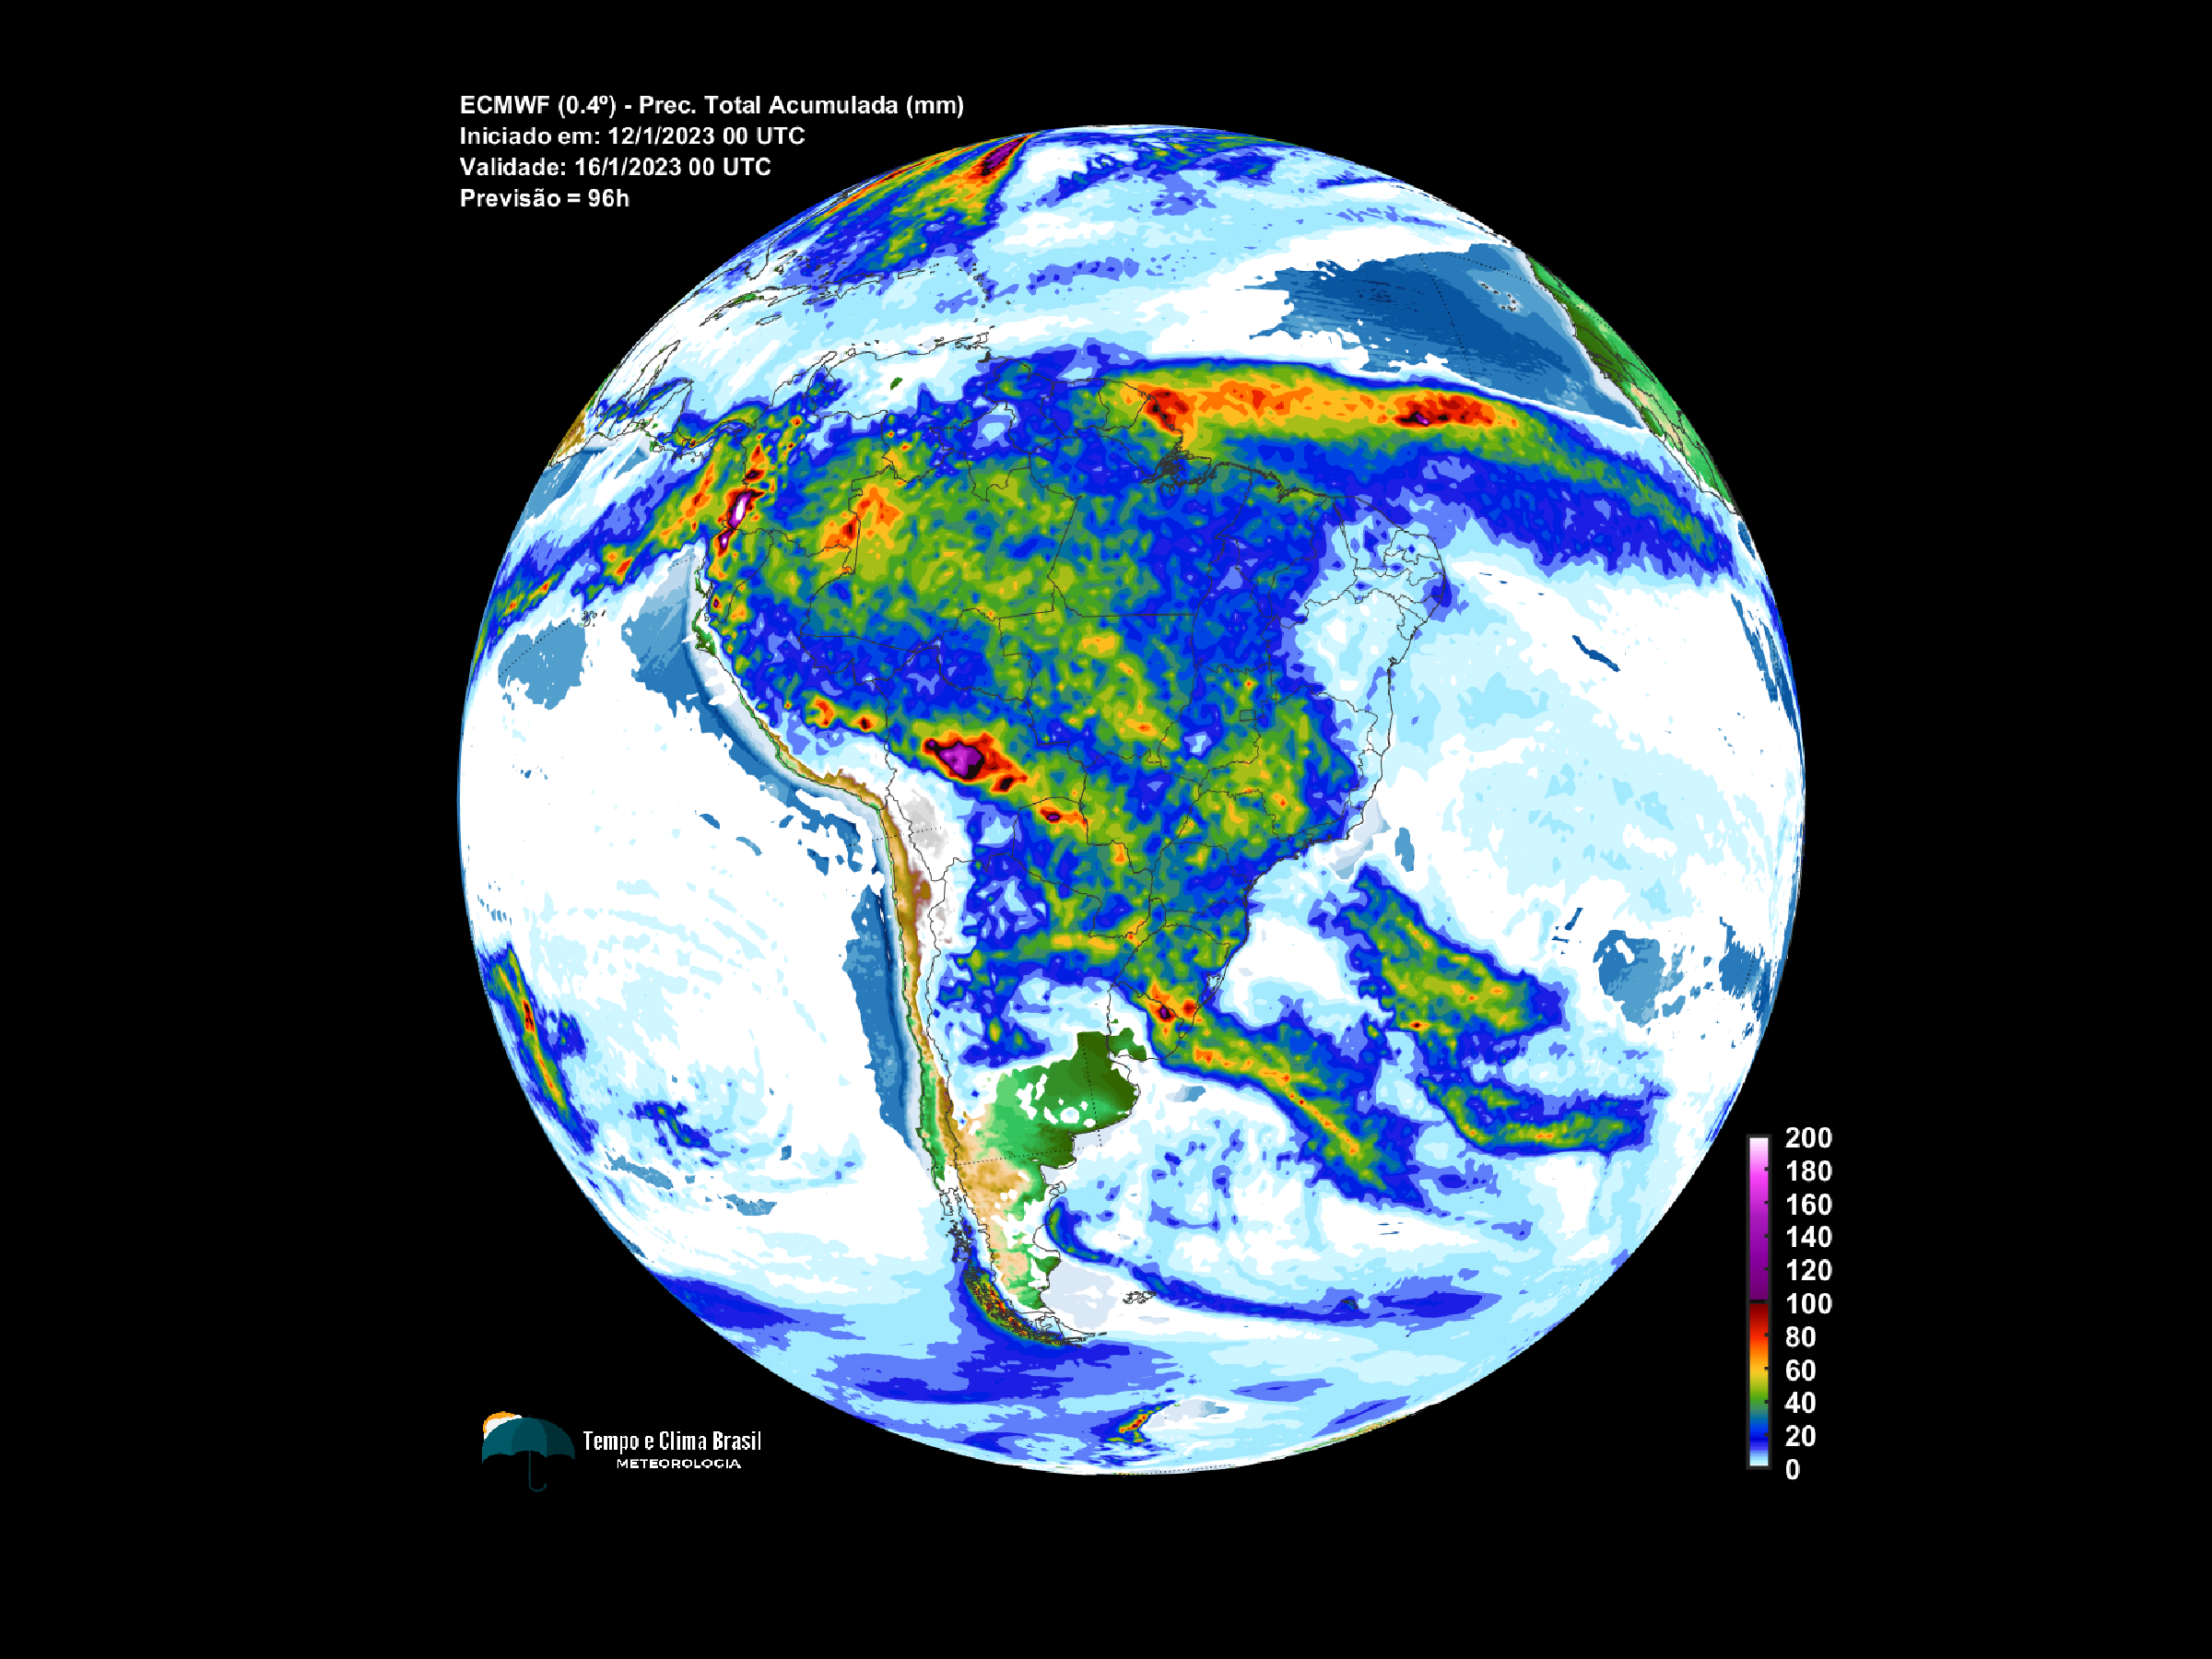 ECMWF (0.4º) - Prec. Total Acumulada (mm)
Iniciado em: 12/1/2023 00 UTC
Validade: 16/1/2023 00 UTC
Previsão = 96h
200
180
160
140
120
100
80
60
40
20
0
Tempo e Clima Brasil
METEOROLOGIA